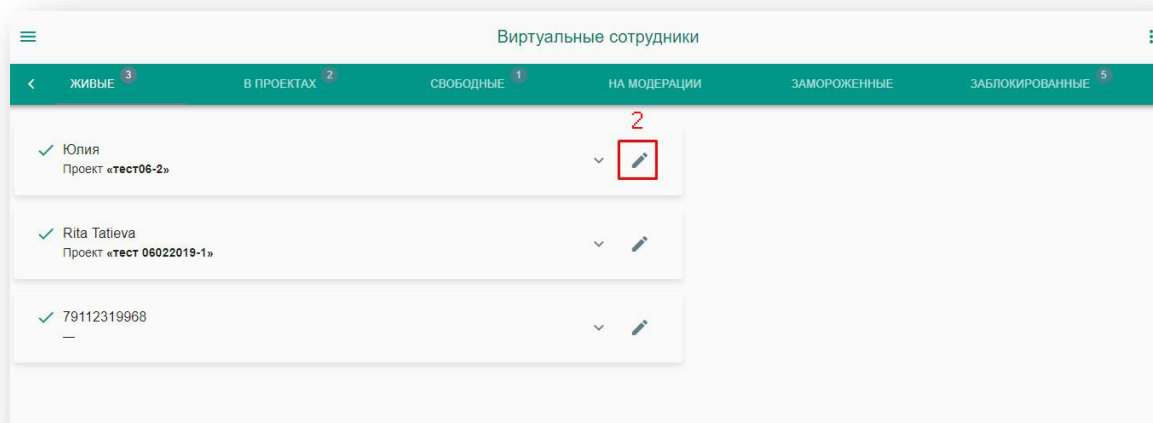 Виртуальные сотрудники
ЖИВЫЕ 3 В ПРОЕКТАХ 2 СВОБОДНЫЕ 1 НА МОДЕРАЦИИ ЗАМОРОЖЕННЫЕ ЗАБЛОКИРОВАННЫЕ 5
2
Юлия
Проект «тест06-2»
Rita Tatieva
Проект «тест 06022019-1»
79112319968
—